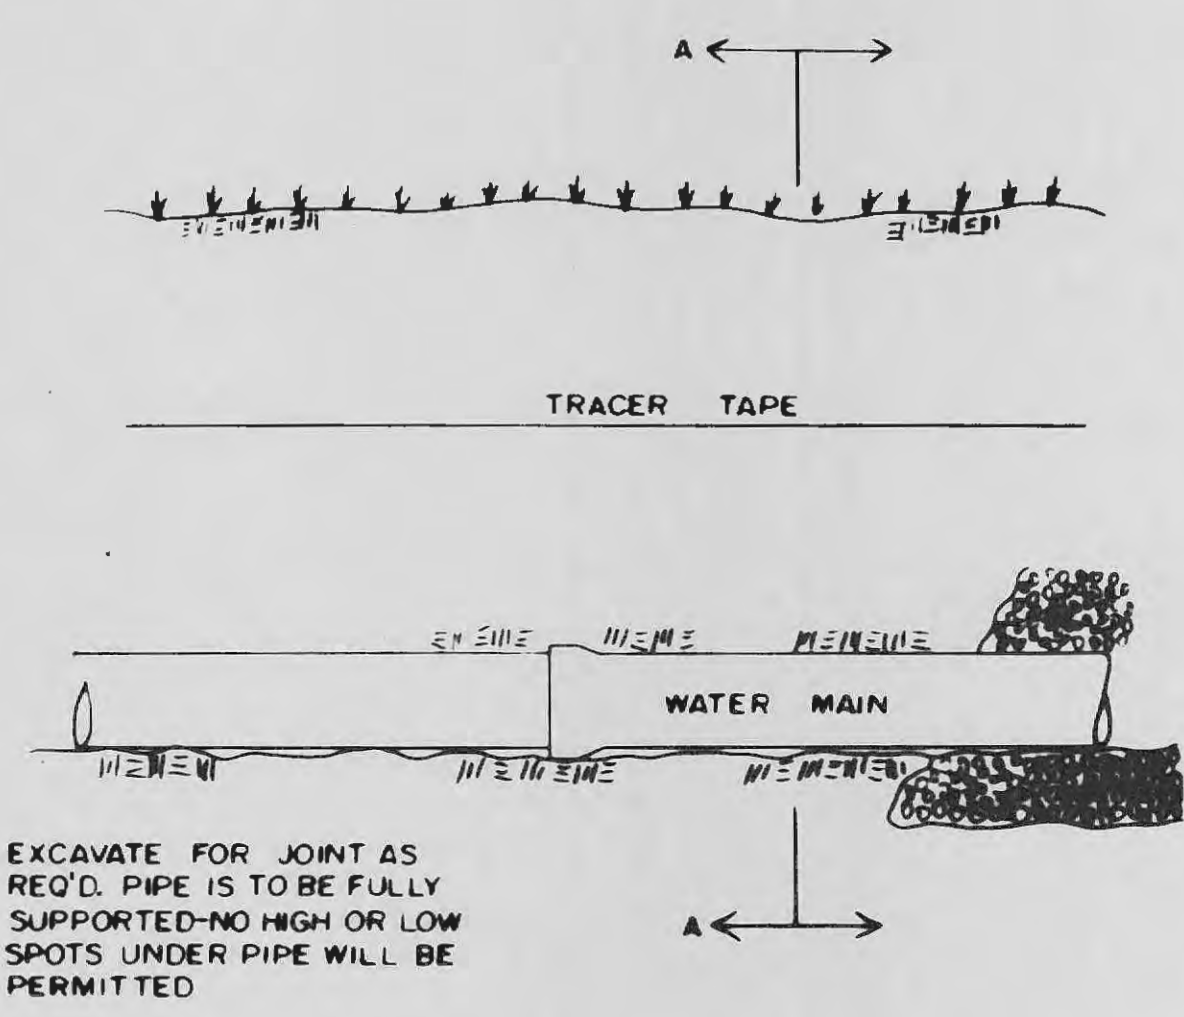 A
TRACER TAPE
WATER MAIN
EXCAVATE FOR JOINT AS
REQ'D. PIPE IS TO BE FULLY
SUPPORTED-NO HIGH OR LOW
SPOTS UNDER PIPE WILL BE
PERMITTED
A